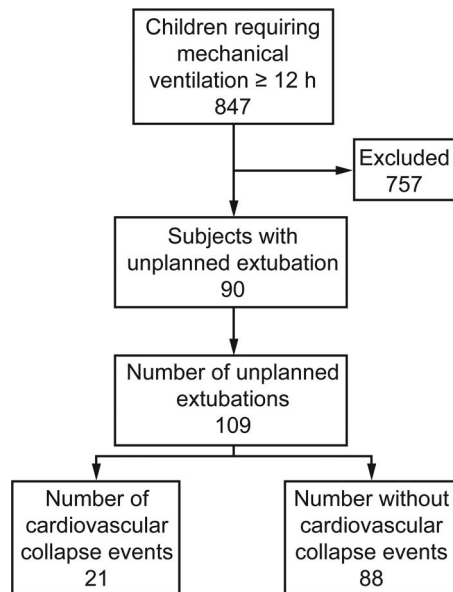 Children requiring
mechanical
ventilation ≥ 12 h
847
Excluded
757
Subjects with
unplanned extubation
90
Number of unplanned
extubations
109
Number of
cardiovascular
collapse events
21
Number without
cardiovascular
collapse events
88